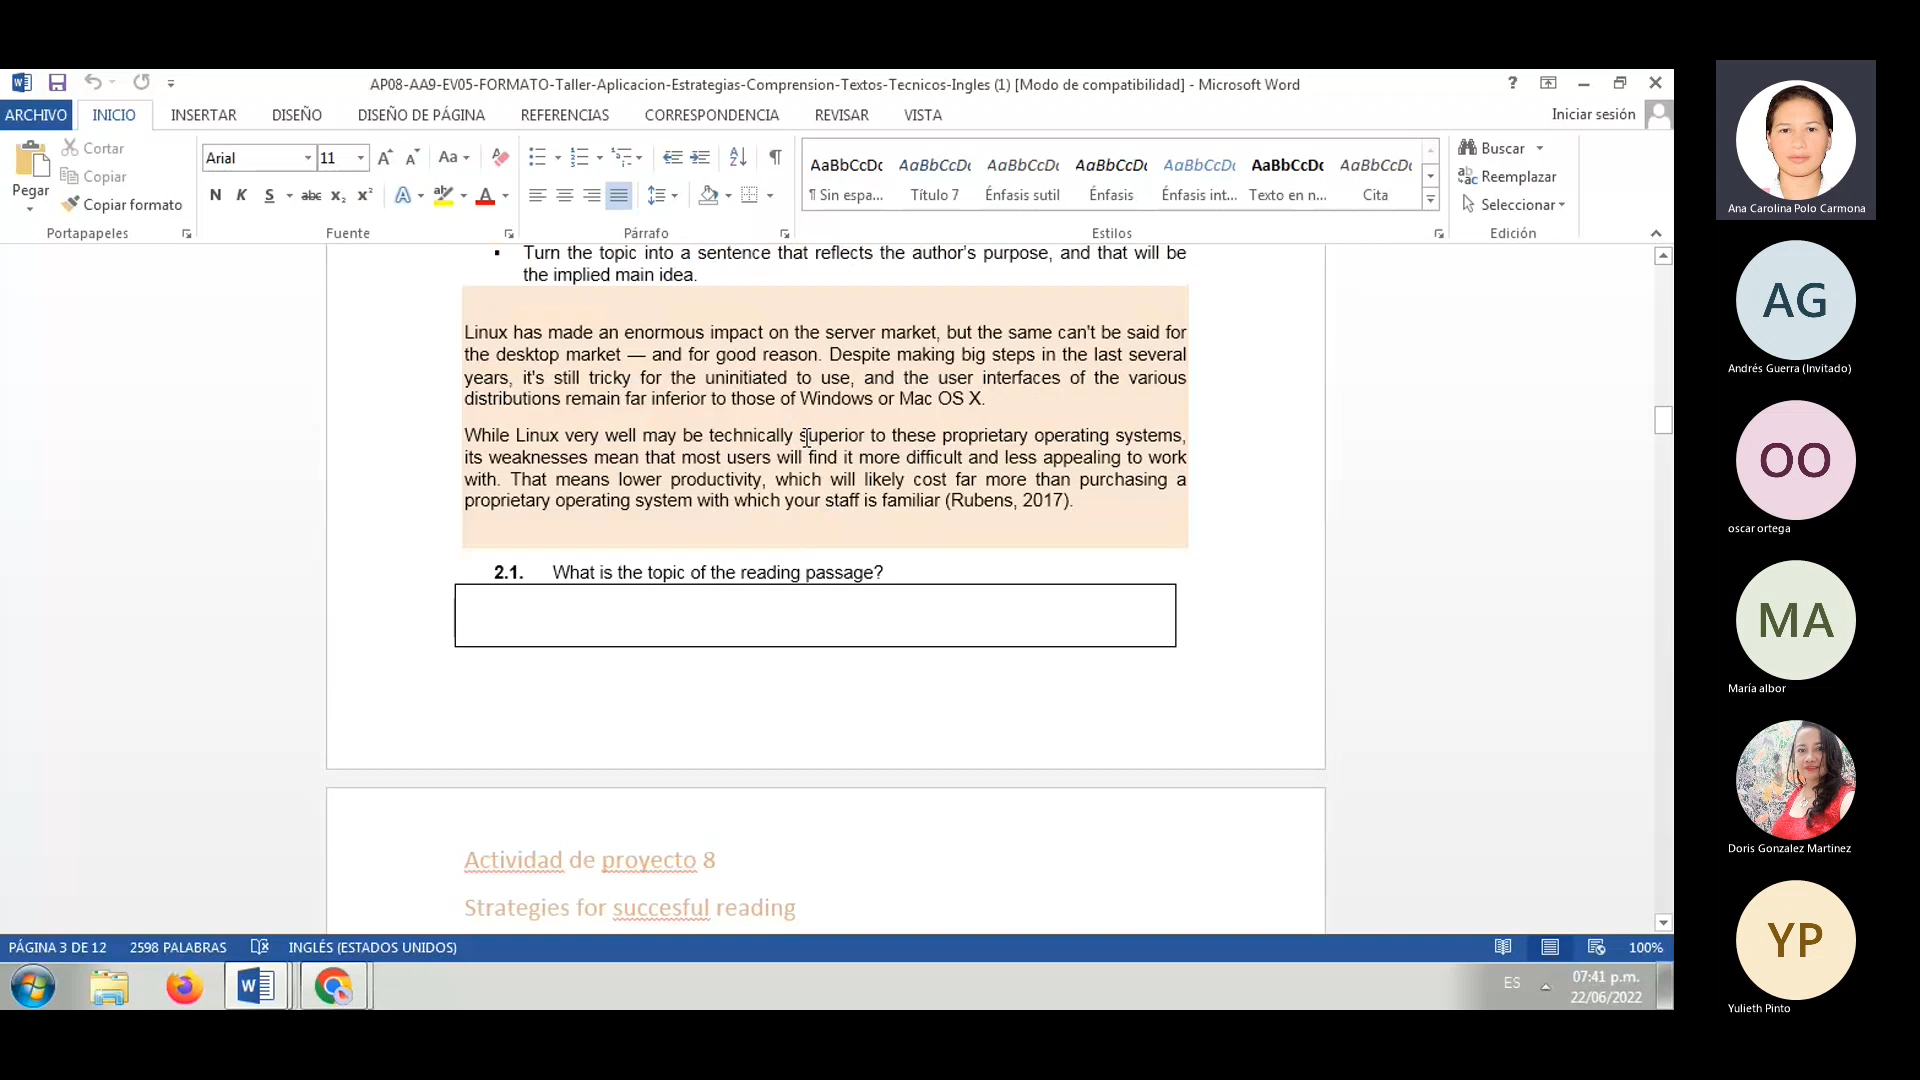 AP08-AA9-EV05-FORMATO-Taller-Aplicacion-Estrategias-Comprension-Textos-Tecnicos-Ingles (1) [Modo de compatibilidad] - Microsoft Word
ARCHIVO INICIO INSERTAR DISEÑO DISEÑO DE PÁGINA REFERENCIAS CORRESPONDENCIA REVISAR VISTA Iniciar sesión
Pegar
Cortar
Copiar
Copiar formato
Portapapeles
Arial 11
Fuente
Párrafo
AaBbCcDc AaBbCcDc AaBbCcDc AaBbCcDc AaBbCcDc AaBbCcDc AaBbCcDc
¶ Sin espa... Título 7 Énfasis sutil Énfasis Énfasis int... Texto en n... Cita
Estilos
Buscar
Reemplazar
Seleccionar
Edición
▪ Turn the topic into a sentence that reflects the author's purpose, and that will be
the implied main idea.
Linux has made an enormous impact on the server market, but the same can't be said for
the desktop market — and for good reason. Despite making big steps in the last several
years, it's still tricky for the uninitiated to use, and the user interfaces of the various
distributions remain far inferior to those of Windows or Mac OS X.
While Linux very well may be technically superior to these proprietary operating systems,
its weaknesses mean that most users will find it more difficult and less appealing to work
with. That means lower productivity, which will likely cost far more than purchasing a
proprietary operating system with which your staff is familiar (Rubens, 2017).
2.1. What is the topic of the reading passage?
Actividad de proyecto 8
Strategies for succesful reading
PÁGINA 3 DE 12 2598 PALABRAS INGLÉS (ESTADOS UNIDOS) 100%
ES
07:41 p.m.
22/06/2022
Ana Carolina Polo Carmona
AG
Andrés Guerra (Invitado)
OO
oscar ortega
MA
María albor
Doris Gonzalez Martinez
YP
Yulieth Pinto